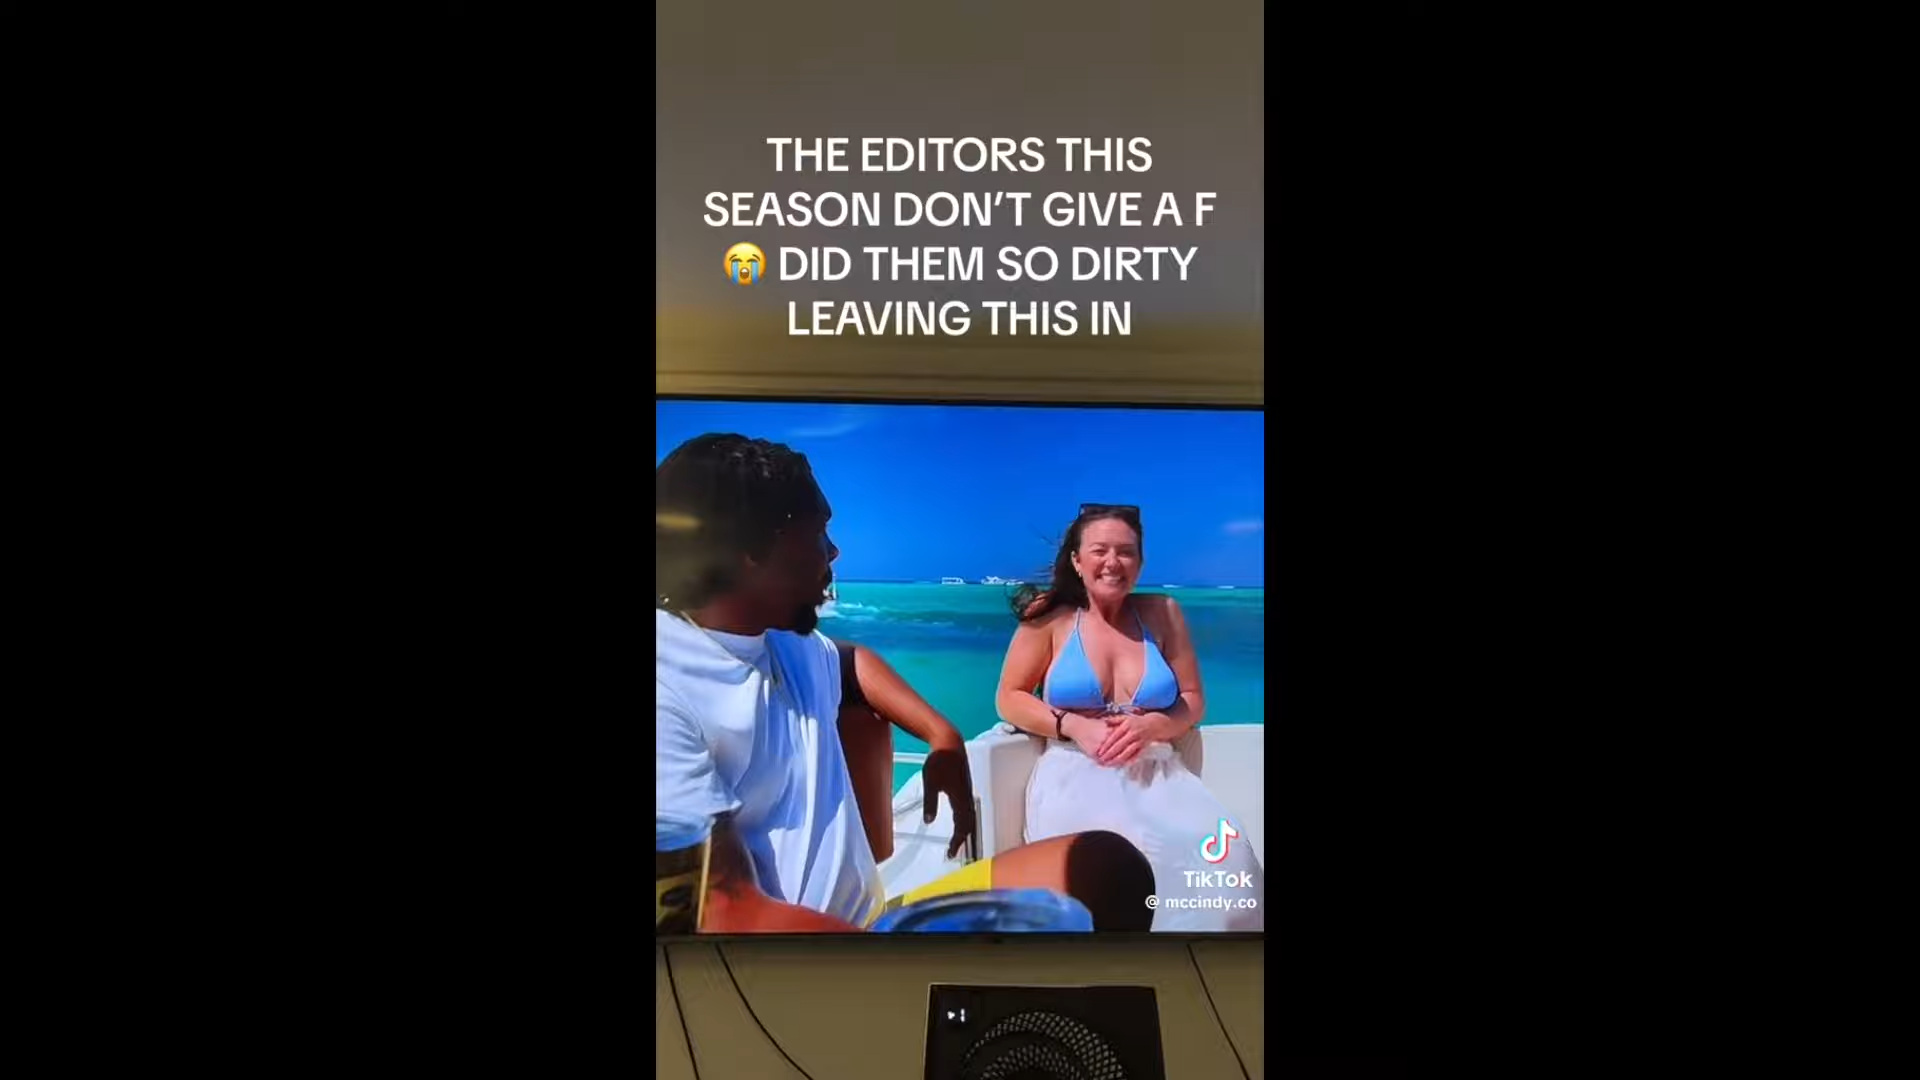 THE EDITORS THIS
SEASON DON’T GIVE A F
😭 DID THEM SO DIRTY
LEAVING THIS IN
TikTok
@ mccindy.co